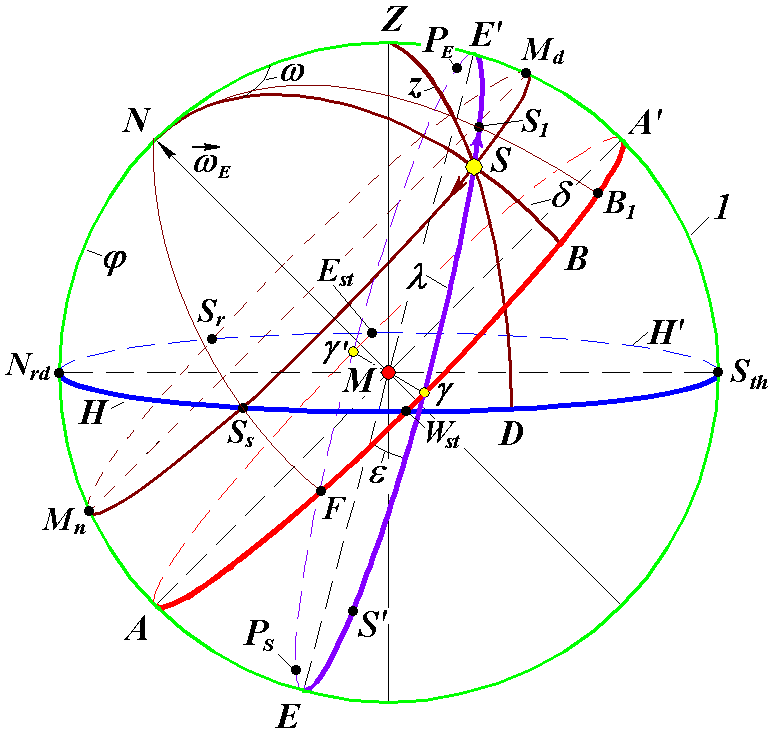 Z
P_E
E'
M_d
ω
z
S_1
N
A'
ω_E
S
δ
B_1
1
φ
E_st
λ
B
S_r
γ'
H'
N_rd
M
γ
S_th
H
S_s
W_st
D
ε
M_n
F
A
P_s
S'
E